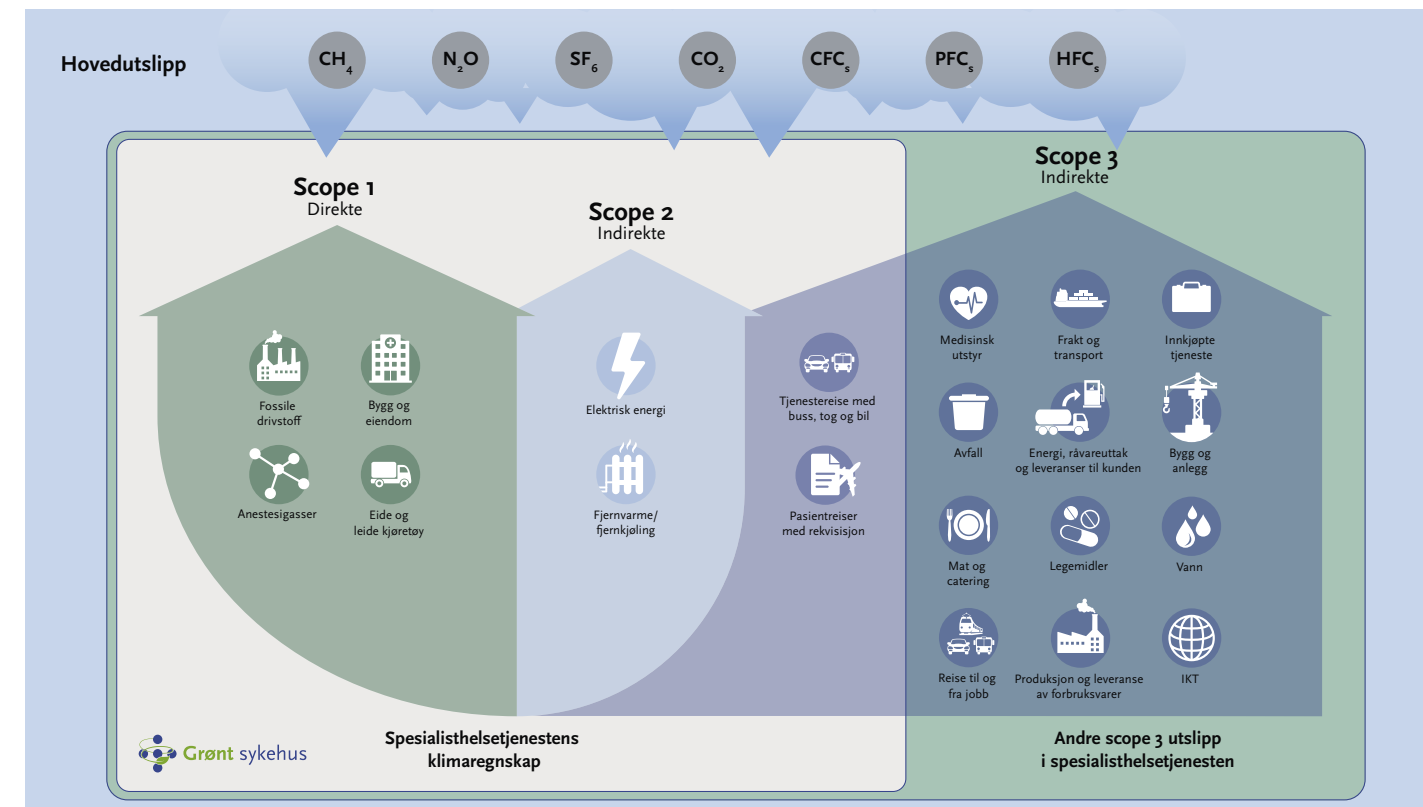 Hovedutslipp
CH4
N2O
SF6
CO2
CFCs
PFCs
HFCs
Scope 1
Direkte
Fossile
drivstoff
Bygg og
eiendom
Anestesigasser
Eide og
leide kjøretøy
Scope 2
Indirekte
Elektrisk energi
Fjernvarme/
fjernkjøling
Scope 3
Indirekte
Tjenestereise med
buss, tog og bil
Pasientreiser
med rekvisisjon
Medisinsk
utstyr
Frakt og
transport
Innkjøpte
tjeneste
Avfall
Energi, råvareuttak
og leveranser til kunden
Bygg og
anlegg
Mat og
catering
Legemidler
Vann
Reise til og
fra jobb
Produksjon og leveranse
av forbruksvarer
IKT
Grønt sykehus
Spesialisthelsetjenestens
klimaregnskap
Andre scope 3 utslipp
i spesialisthelsetjenesten